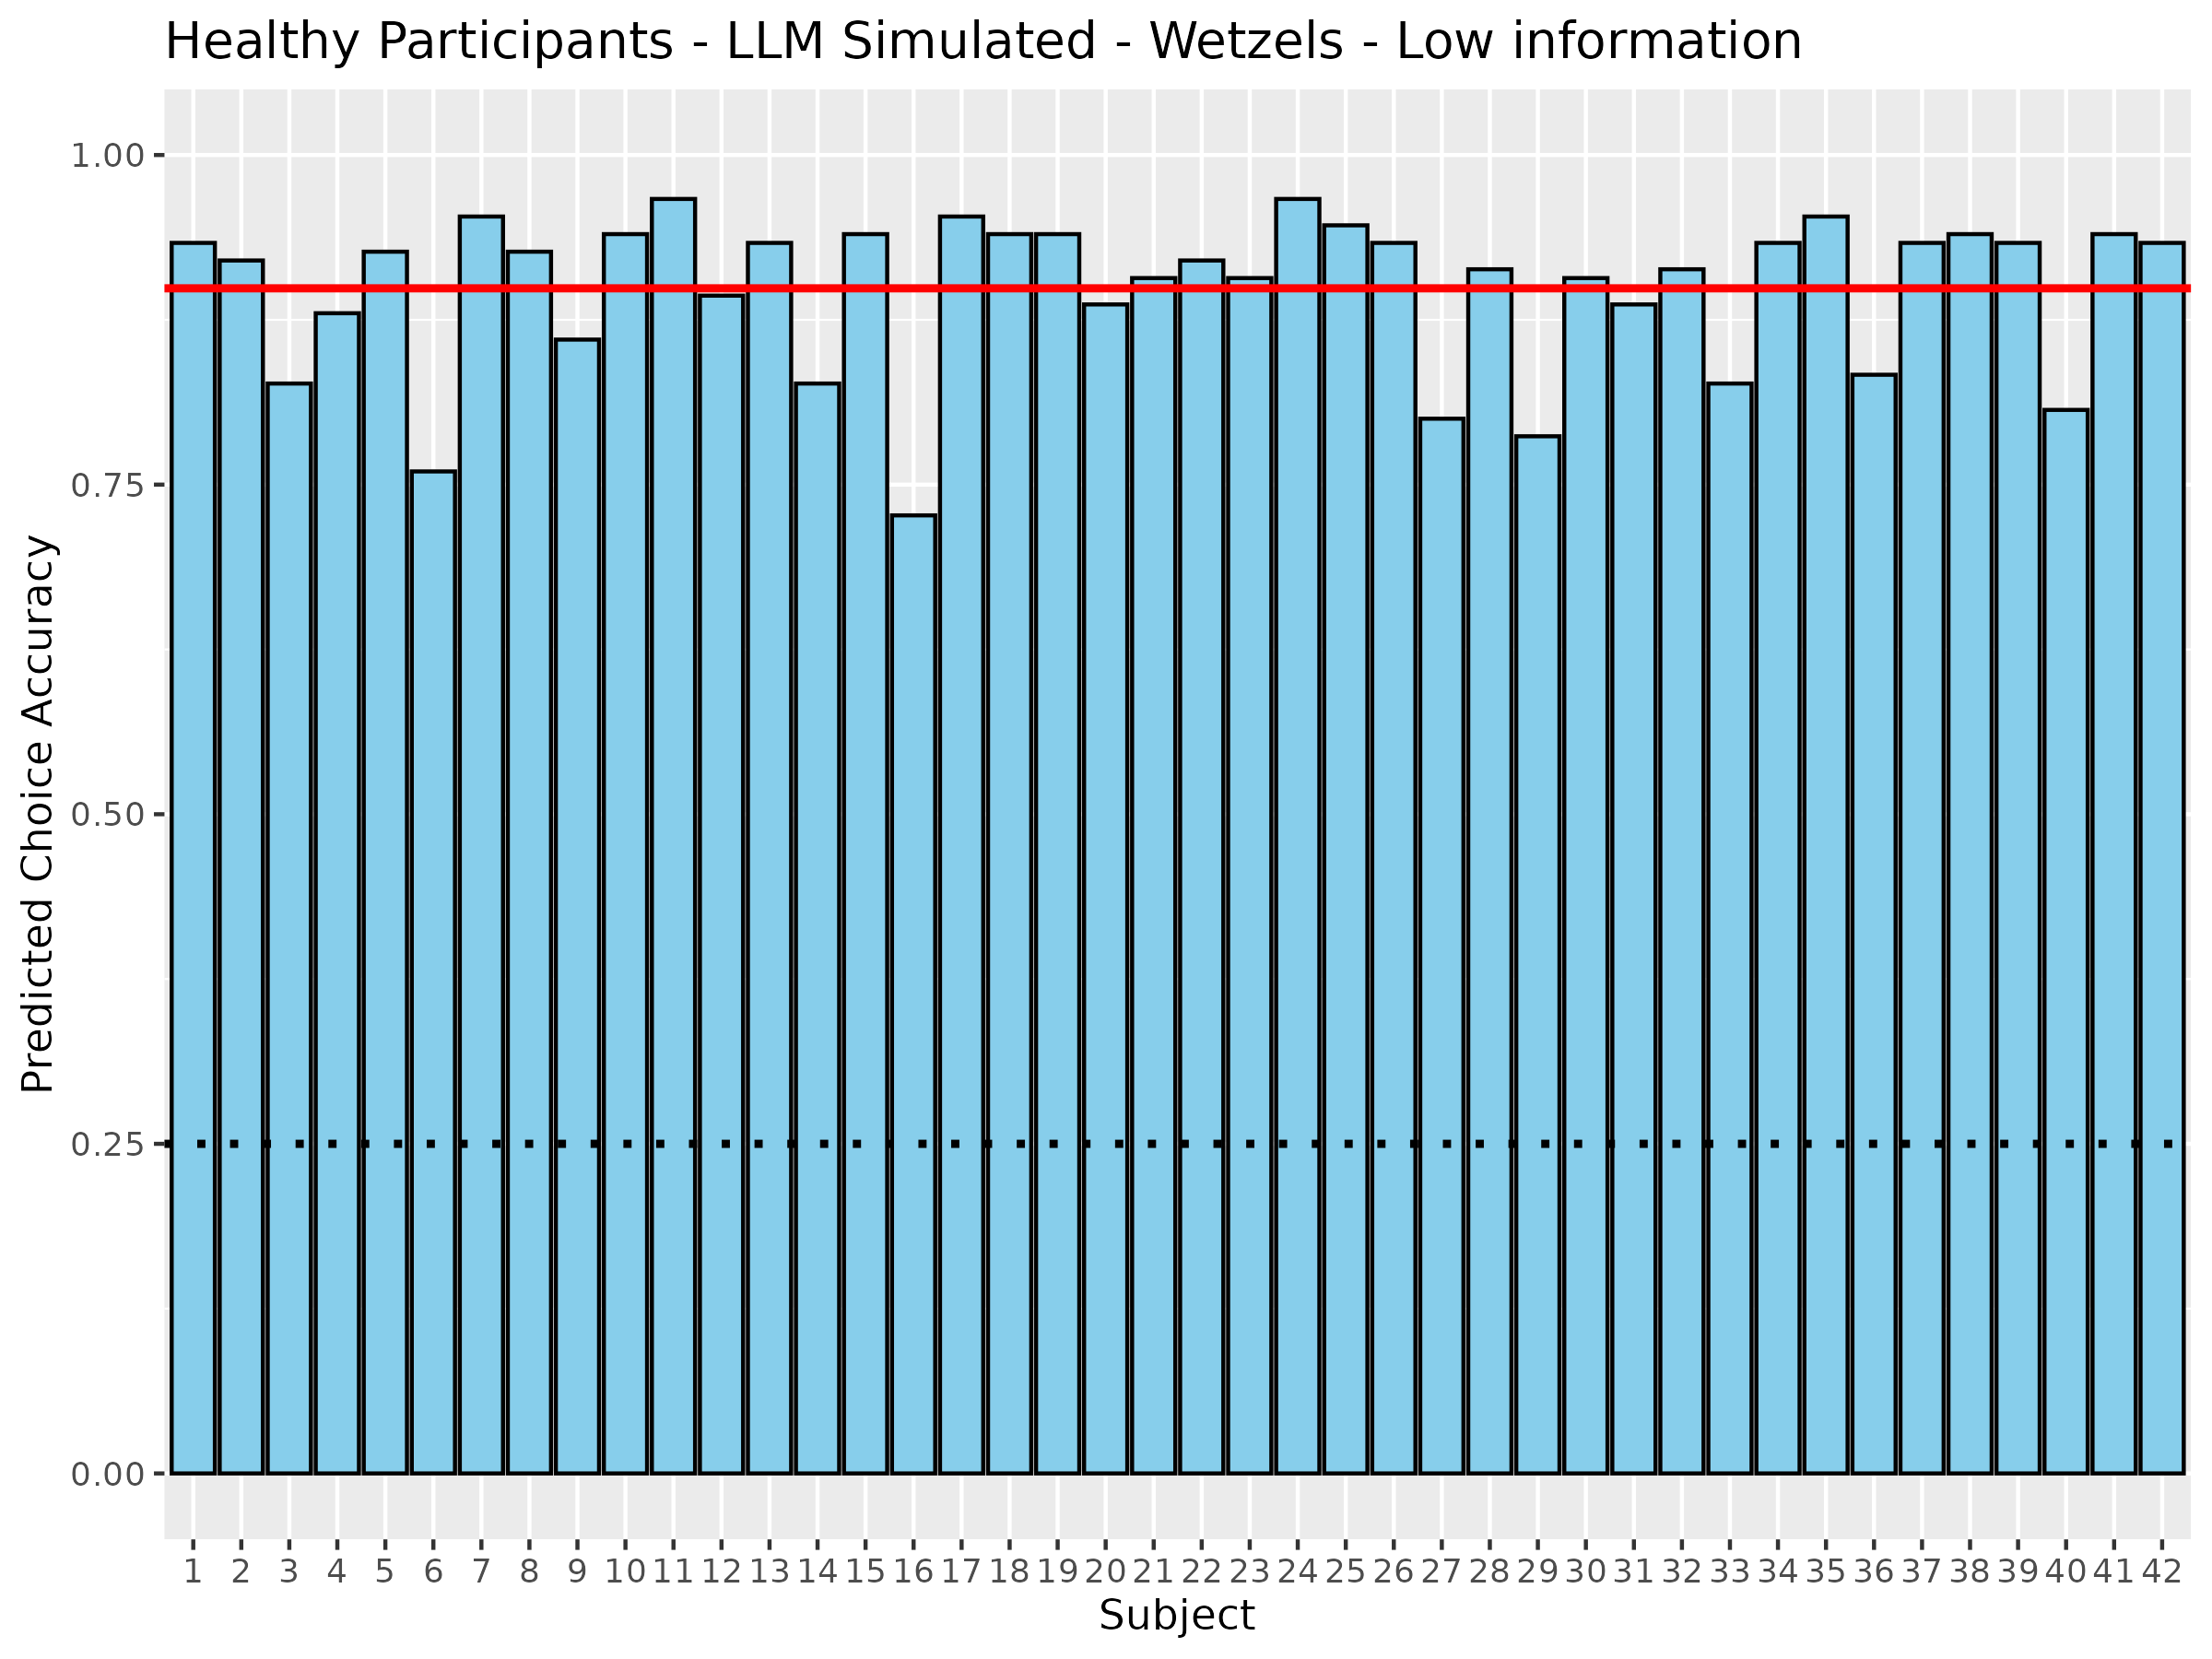 Healthy Participants - LLM Simulated - Wetzels - Low information
Predicted Choice Accuracy
1.00
0.75
0.50
0.25
0.00
1 2 3 4 5 6 7 8 9 10 11 12 13 14 15 16 17 18 19 20 21 22 23 24 25 26 27 28 29 30 31 32 33 34 35 36 37 38 39 40 41 42
Subject